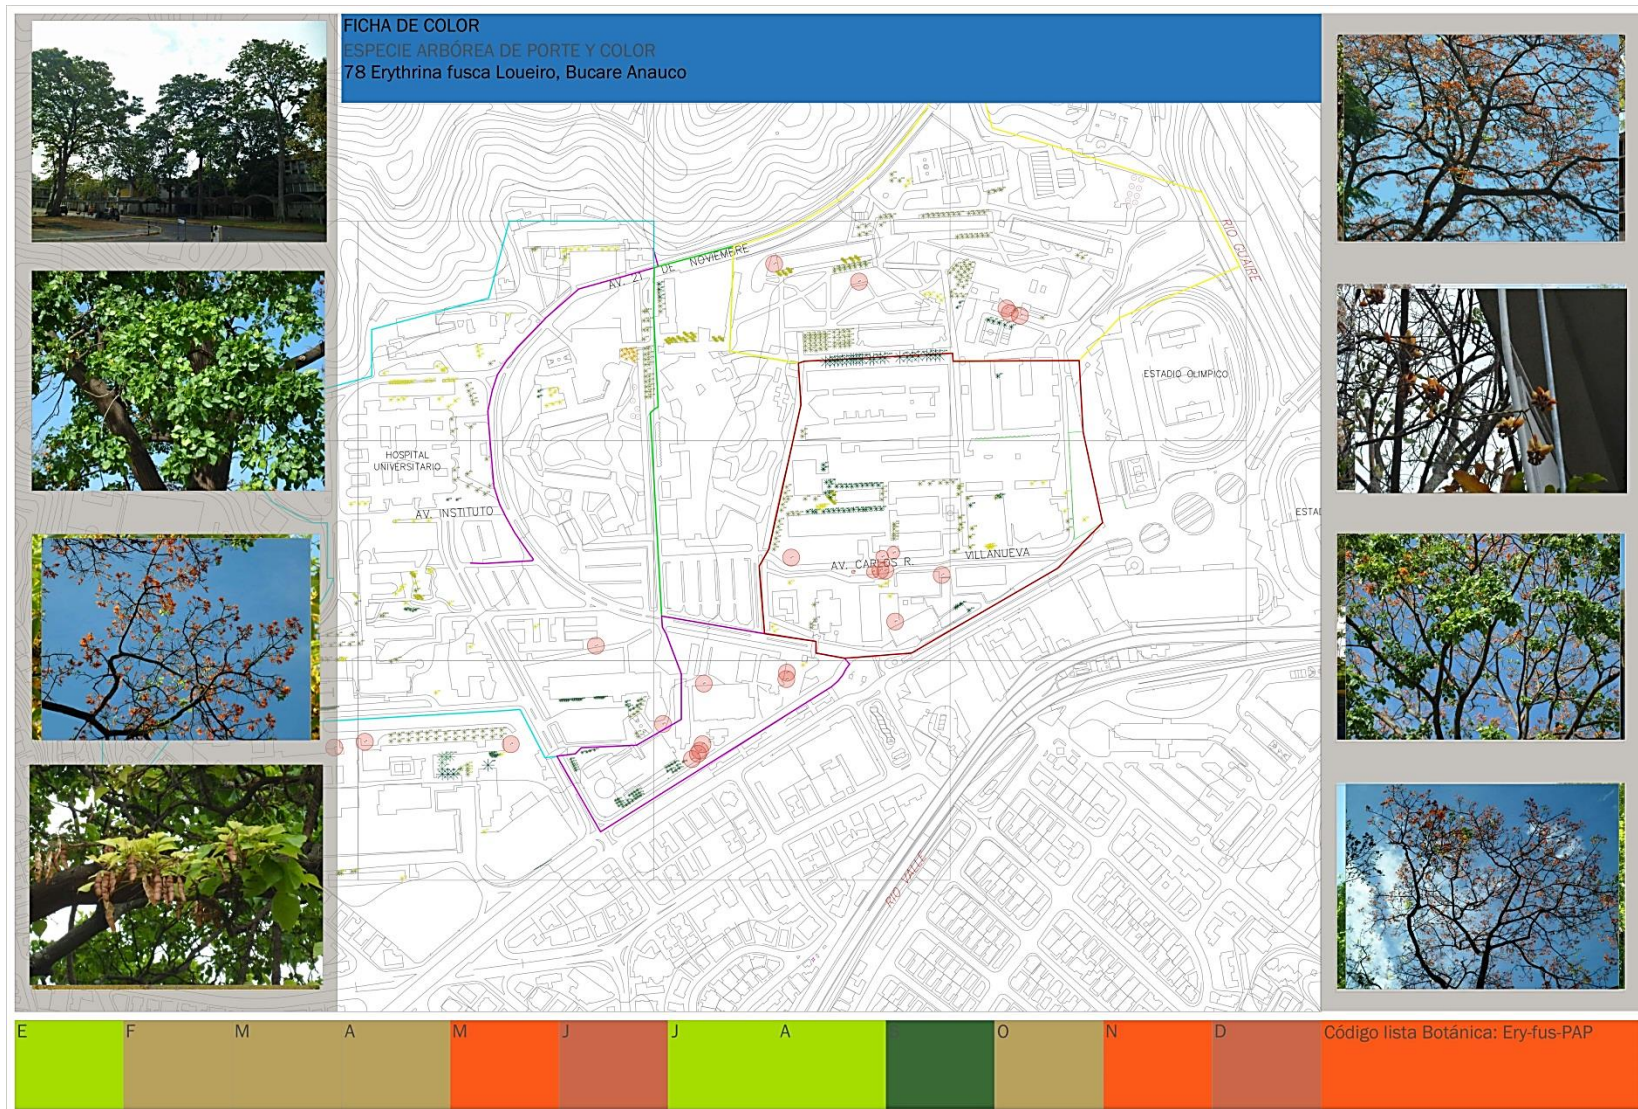 FICHA DE COLOR
ESPECIE ARBÓREA DE PORTE Y COLOR
78 Erythrina fusca Loueiro, Bucare Anauco
RIO GUAIRE
AV. 21 DE NOVIEMBRE
ESTADIO OLIMPICO
HOSPITAL
UNIVERSITARIO
AV. INSTITUTO
ESTAD
AV. CARLOS R. VILLANUEVA
RIO VALLE
E F M A M J J A S O N D
Código lista Botánica: Ery-fus-PAP